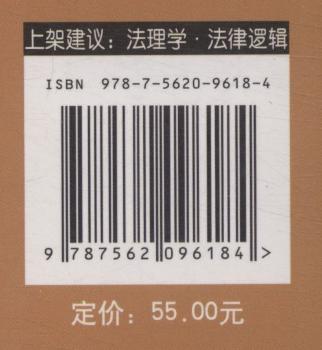 上架建议：法理学·法律逻辑
ISBN 978-7-5620-9618-4
9 787562 096184 >
定价：55.00元